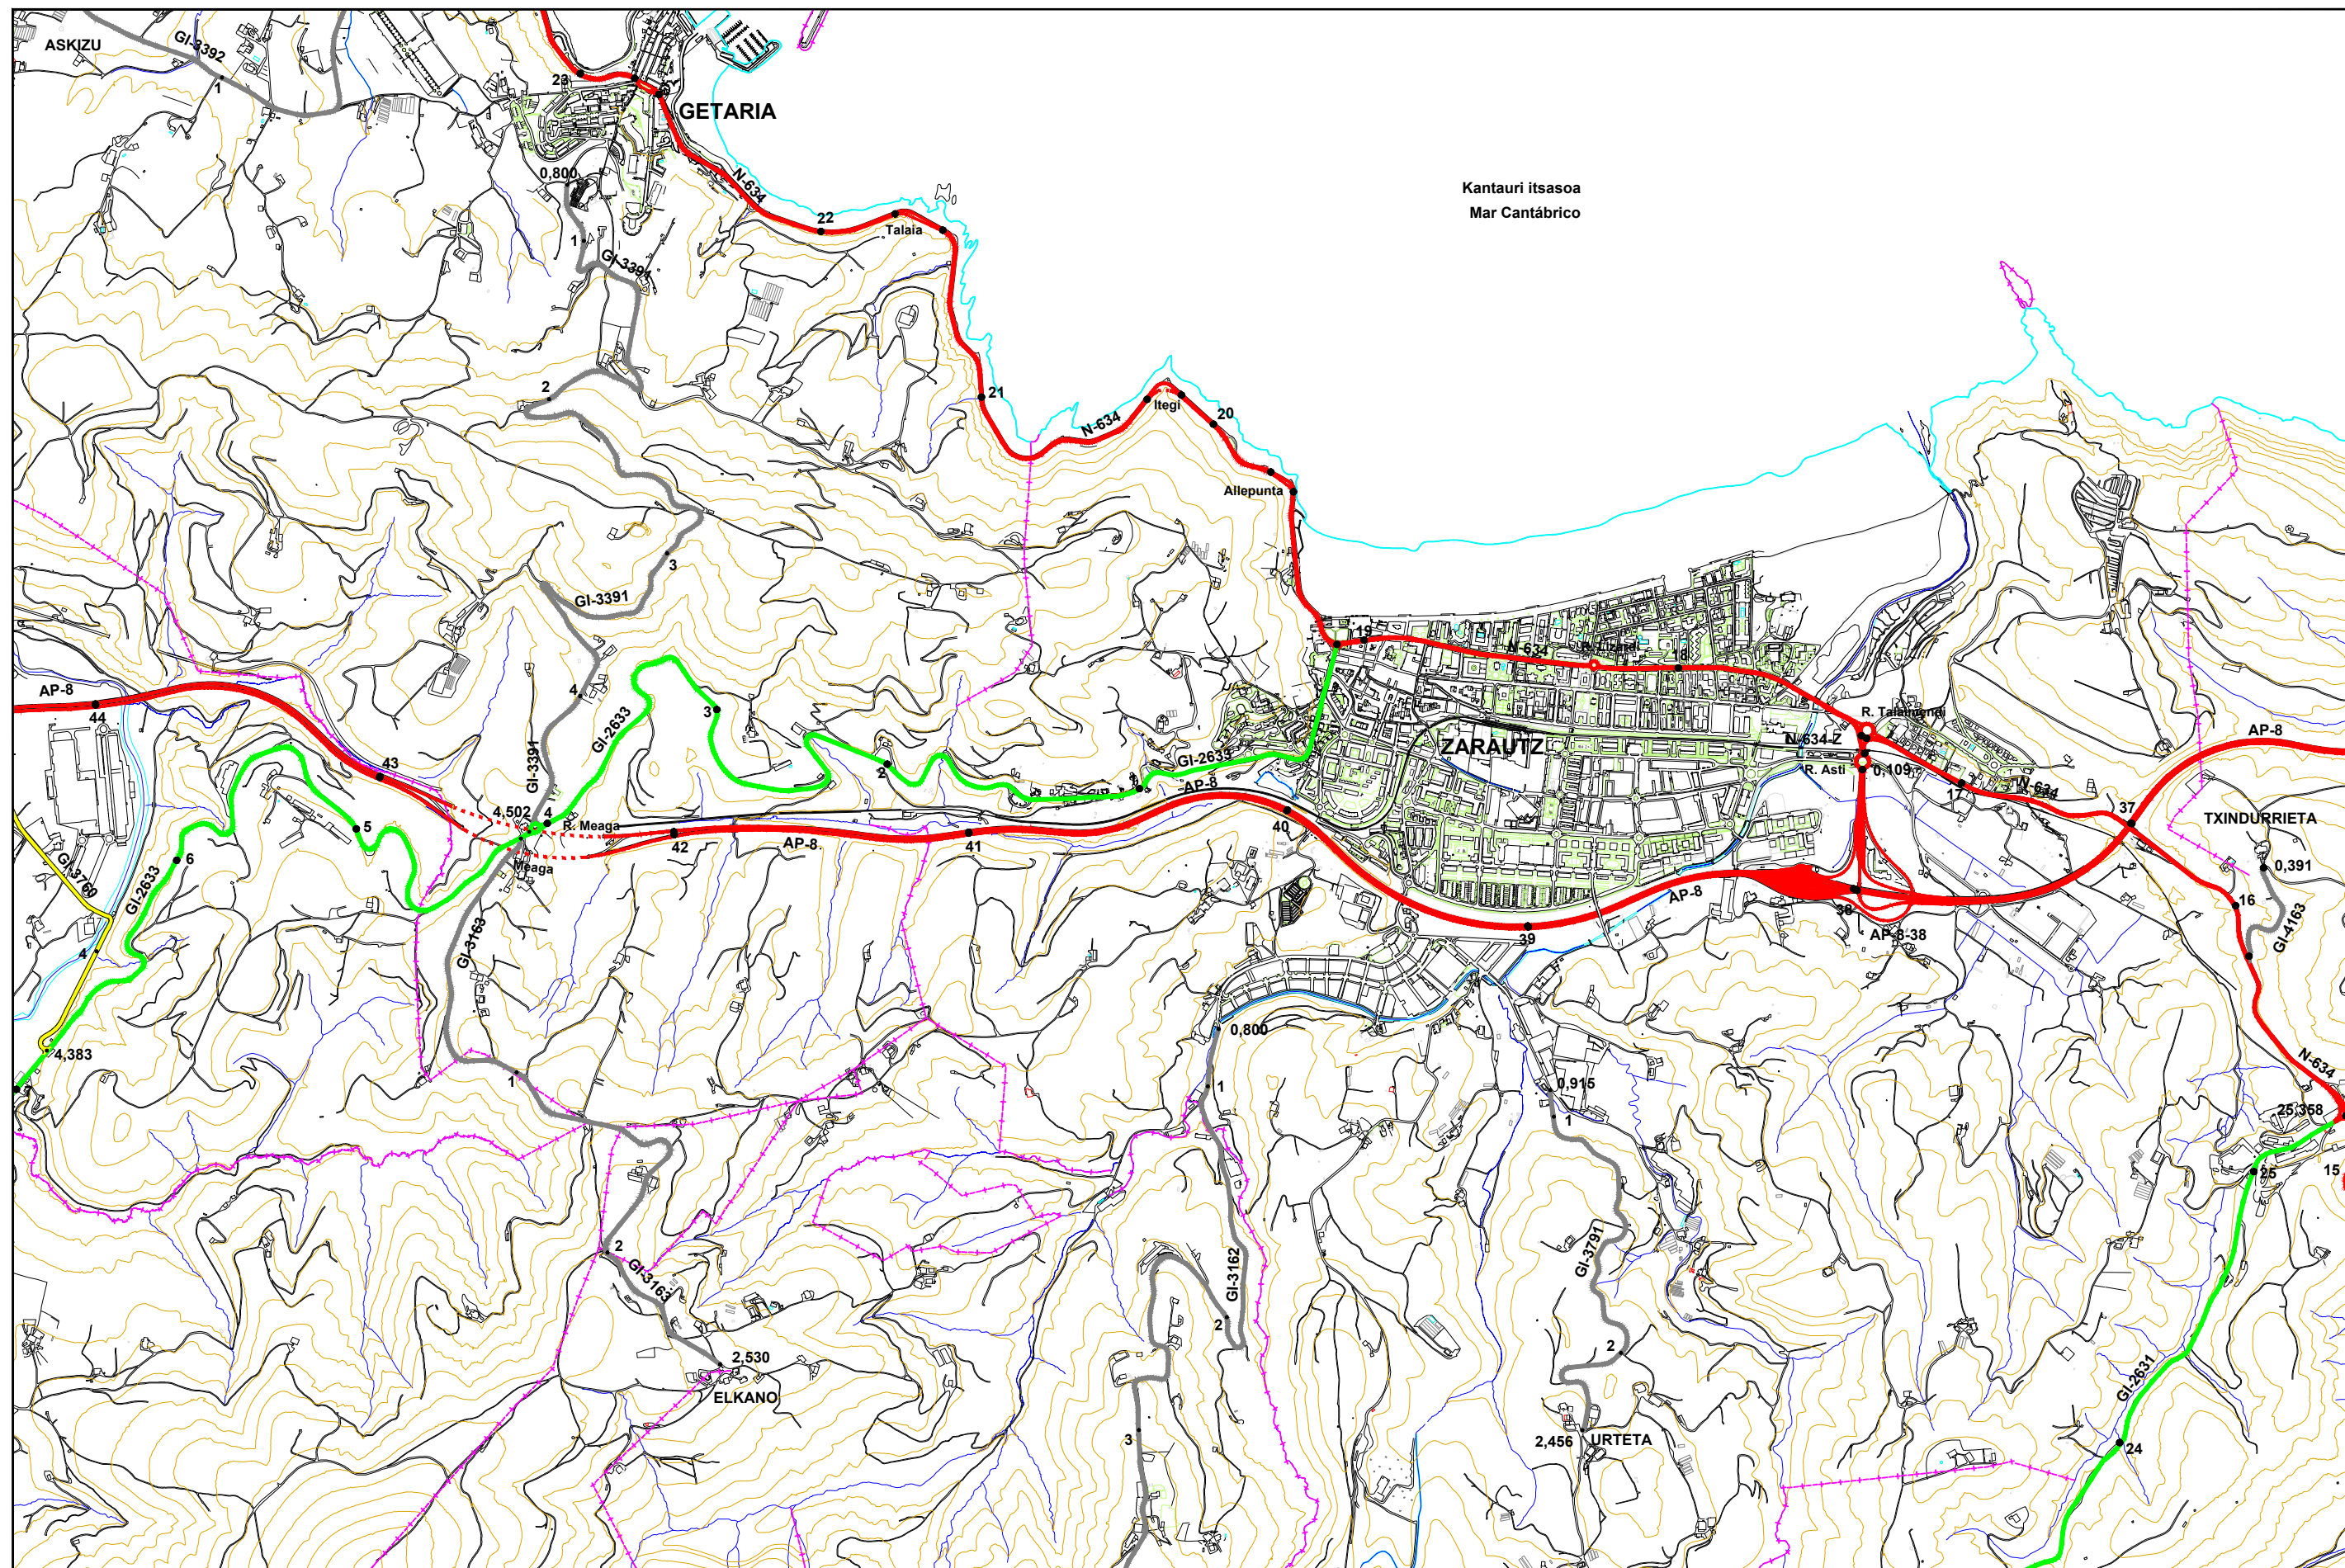 ASKIZU
GI-3392
1
23
GETARIA
0,800
N-634
22
Talaia
1
GI-3391
Kantauri itsasoa
Mar Cantábrico
2
21
N-634
Itegi
20
Allepunta
3
GI-3391
19
N-634
R. Lizardi
18
AP-8
44
4
GI-2633
3
GI-3391
R. Talaimendi
ZARAUTZ
N-634-Z
AP-8
43
2
GI-2633
R. Asti
0,109
17
N-634
AP-8
4,502
4
R. Meaga
40
37
TXINDURRIETA
5
42
AP-8
41
Meaga
6
GI-3760
GI-2633
0,391
AP-8
38
16
39
AP-8-38
GI-4163
GI-3163
4
0,800
4,383
N-634
1
1
0,915
1
25,358
25
15
2
GI-3163
GI-3162
GI-3791
2
2
2,530
ELKANO
GI-2631
3
2,456
URTETA
24